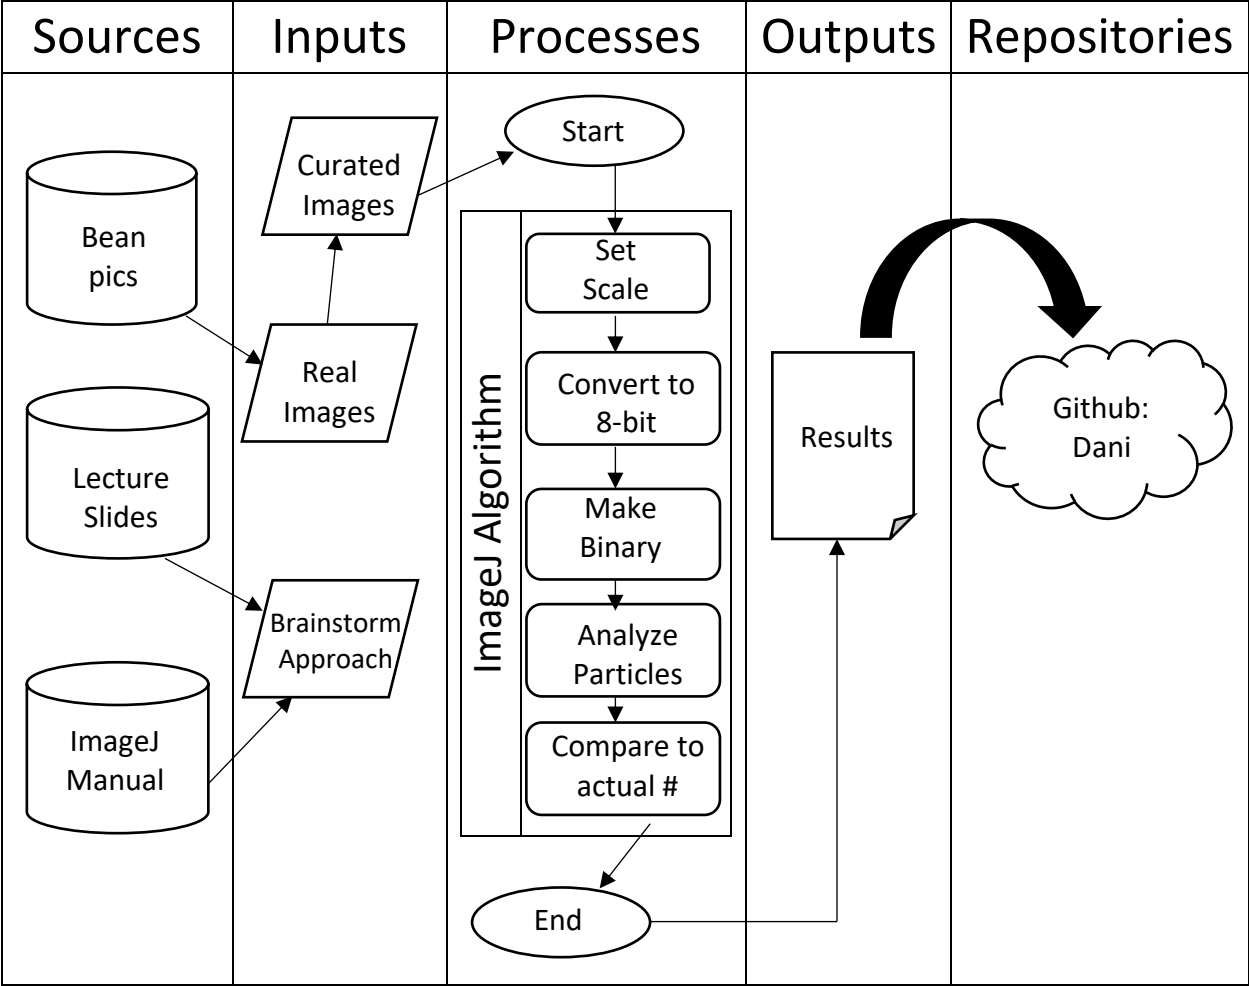 Sources
Inputs
Processes
Outputs
Repositories
Bean
pics
Lecture
Slides
ImageJ
Manual
Curated
Images
Real
Images
Brainstorm
Approach
Start
ImageJ Algorithm
Set
Scale
Convert to
8-bit
Make
Binary
Analyze
Particles
Compare to
actual #
End
Results
Github:
Dani